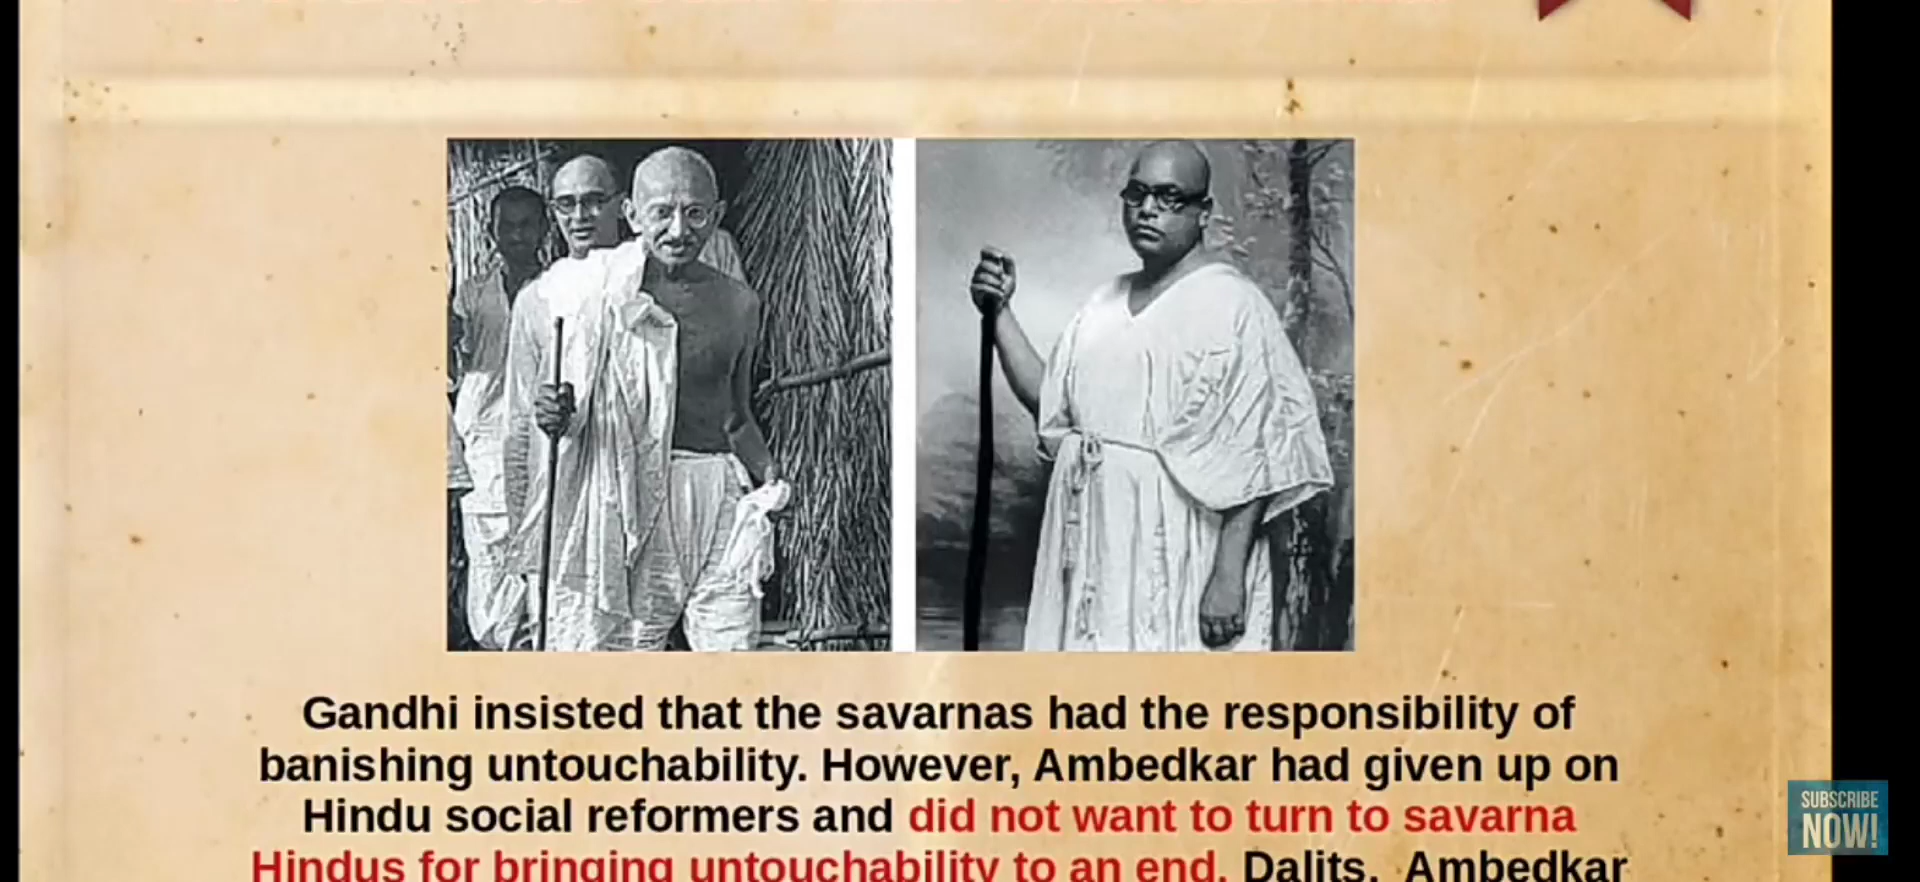 Gandhi insisted that the savarnas had the responsibility of
banishing untouchability. However, Ambedkar had given up on
Hindu social reformers and did not want to turn to savarna
Hindus for bringing untouchability to an end. Dalits, Ambedkar
SUBSCRIBE
NOW!